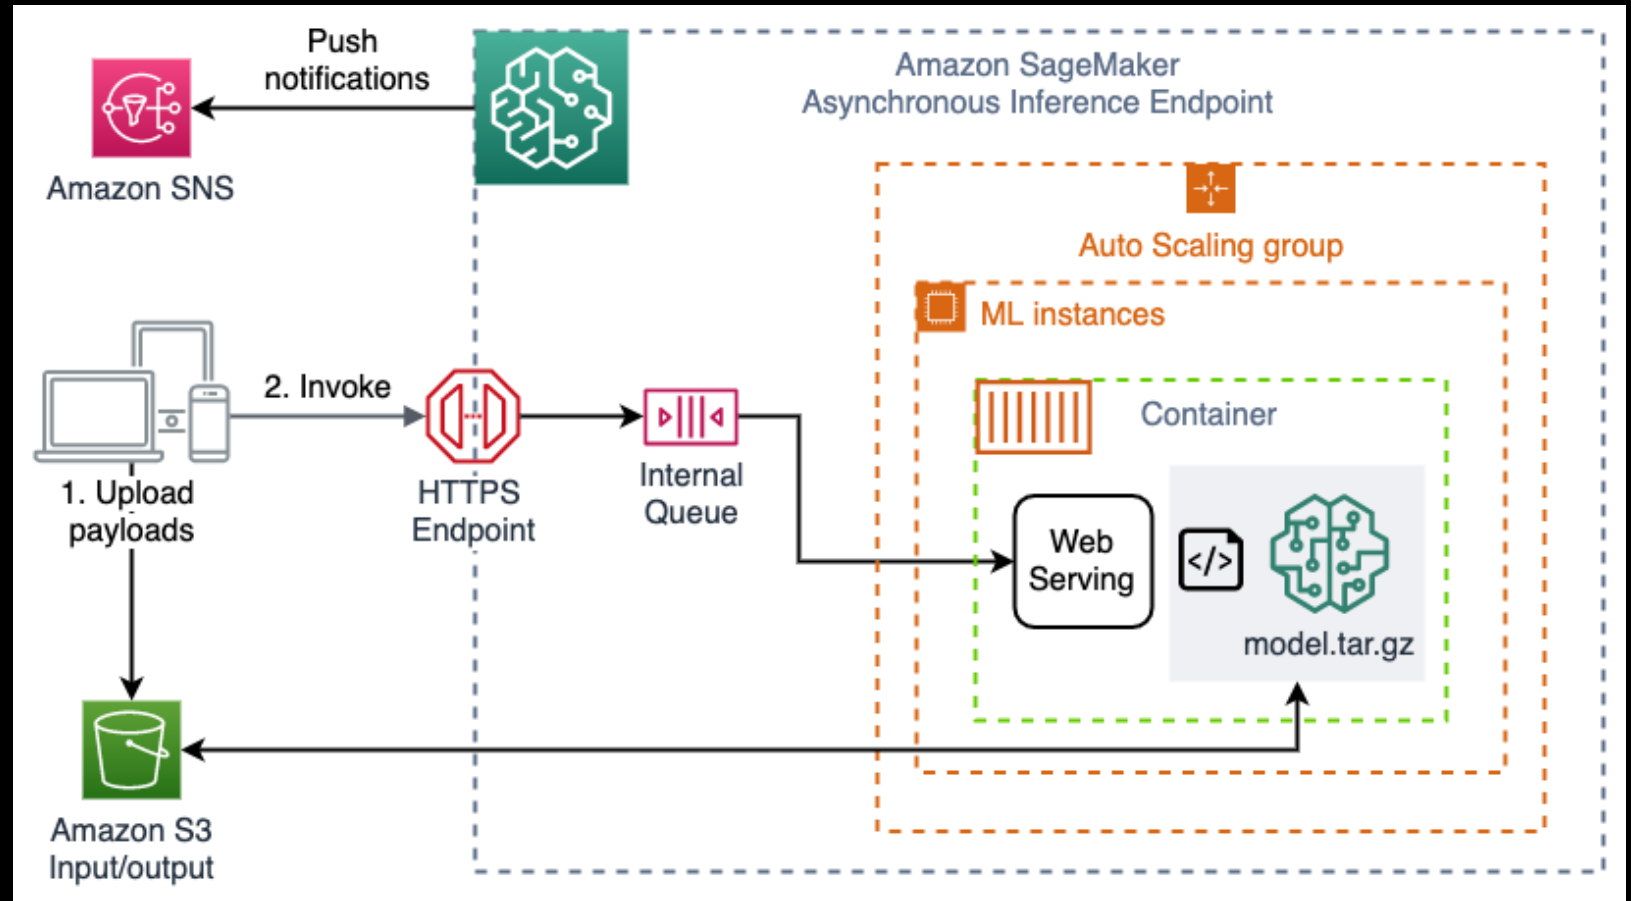 Push
notifications
Amazon SNS
Amazon SageMaker
Asynchronous Inference Endpoint
Auto Scaling group
ML instances
Container
2. Invoke
1. Upload
payloads
HTTPS
Endpoint
Internal
Queue
Web
Serving
</>
model.tar.gz
Amazon S3
Input/output